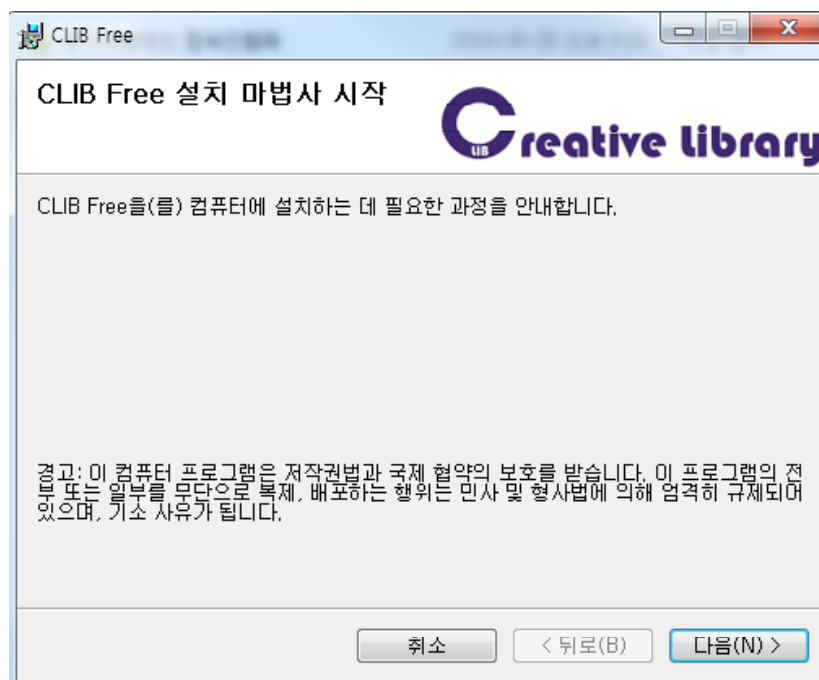 CLIB Free
CLIB Free 설치 마법사 시작
Creative Library
LIB
CLIB Free을(를) 컴퓨터에 설치하는 데 필요한 과정을 안내합니다.
경고: 이 컴퓨터 프로그램은 저작권법과 국제 협약의 보호를 받습니다. 이 프로그램의 전
부 또는 일부를 무단으로 복제, 배포하는 행위는 민사 및 형사법에 의해 엄격히 규제되어
있으며, 기소 사유가 됩니다.
취소 < 뒤로(B) 다음(N) >